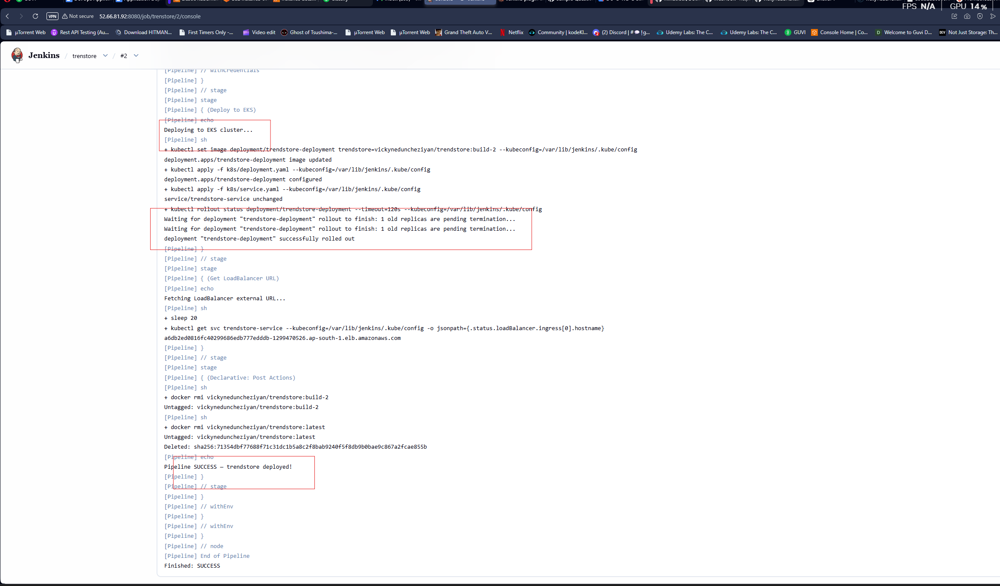 FPS N/A GPU 14%
VPN Not secure 52.66.81.92:8080/job/trenstore/2/console
µTorrent Web Rest API Testing (Au... Download HITMAN... First Timers Only -... Video edit Ghost of Tsushima-... µTorrent Web µTorrent Web Grand Theft Auto V... Netflix Community | kodeKl... (2) Discord | #💬 | g... Udemy Labs: The C... Udemy Labs: The C... GUVI Console Home | Co... Welcome to Guvi D... Not Just Storage: Th...
Jenkins / trenstore / #2
[Pipeline] // withCredentials
[Pipeline] }
[Pipeline] // stage
[Pipeline] stage
[Pipeline] { (Deploy to EKS)
[Pipeline] echo
Deploying to EKS cluster...
[Pipeline] sh
+ kubectl set image deployment/trendstore-deployment trendstore=vickyneduncheziyan/trendstore:build-2 --kubeconfig=/var/lib/jenkins/.kube/config
deployment.apps/trendstore-deployment image updated
+ kubectl apply -f k8s/deployment.yaml --kubeconfig=/var/lib/jenkins/.kube/config
deployment.apps/trendstore-deployment configured
+ kubectl apply -f k8s/service.yaml --kubeconfig=/var/lib/jenkins/.kube/config
service/trendstore-service unchanged
+ kubectl rollout status deployment/trendstore-deployment --timeout=120s --kubeconfig=/var/lib/jenkins/.kube/config
Waiting for deployment "trendstore-deployment" rollout to finish: 1 old replicas are pending termination...
Waiting for deployment "trendstore-deployment" rollout to finish: 1 old replicas are pending termination...
deployment "trendstore-deployment" successfully rolled out
[Pipeline] }
[Pipeline] // stage
[Pipeline] stage
[Pipeline] { (Get LoadBalancer URL)
[Pipeline] echo
Fetching LoadBalancer external URL...
[Pipeline] sh
+ sleep 20
+ kubectl get svc trendstore-service --kubeconfig=/var/lib/jenkins/.kube/config -o jsonpath={.status.loadBalancer.ingress[0].hostname}
a6db2ed0816fc40299686edb777edddb-1299470526.ap-south-1.elb.amazonaws.com
[Pipeline] }
[Pipeline] // stage
[Pipeline] stage
[Pipeline] { (Declarative: Post Actions)
[Pipeline] sh
+ docker rmi vickyneduncheziyan/trendstore:build-2
Untagged: vickyneduncheziyan/trendstore:build-2
[Pipeline] sh
+ docker rmi vickyneduncheziyan/trendstore:latest
Untagged: vickyneduncheziyan/trendstore:latest
Deleted: sha256:71354dbf77688f71c31dc1b5a8c2f8bab9240f5f8db9b0bae9c867a2fcae855b
[Pipeline] echo
Pipeline SUCCESS — trendstore deployed!
[Pipeline] }
[Pipeline] // stage
[Pipeline] }
[Pipeline] // withEnv
[Pipeline] }
[Pipeline] // withEnv
[Pipeline] }
[Pipeline] // node
[Pipeline] End of Pipeline
Finished: SUCCESS